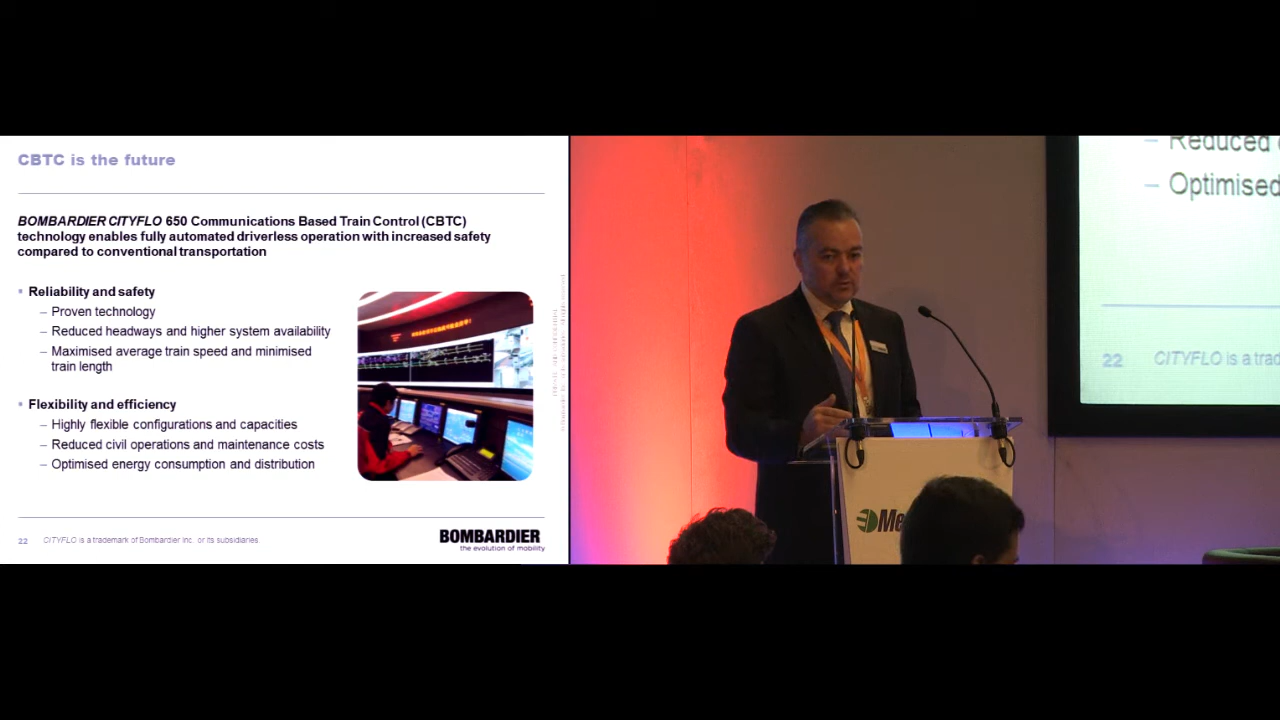 CBTC is the future
BOMBARDIER CITYFLO 650 Communications Based Train Control (CBTC)
technology enables fully automated driverless operation with increased safety
compared to conventional transportation
Reliability and safety
– Proven technology
– Reduced headways and higher system availability
– Maximised average train speed and minimised
train length
Flexibility and efficiency
– Highly flexible configurations and capacities
– Reduced civil operations and maintenance costs
– Optimised energy consumption and distribution
22 CITYFLO is a trademark of Bombardier Inc. or its subsidiaries
BOMBARDIER
the evolution of mobility
– Reduced
– Optimised
22 CITYFLO is a trad
Me